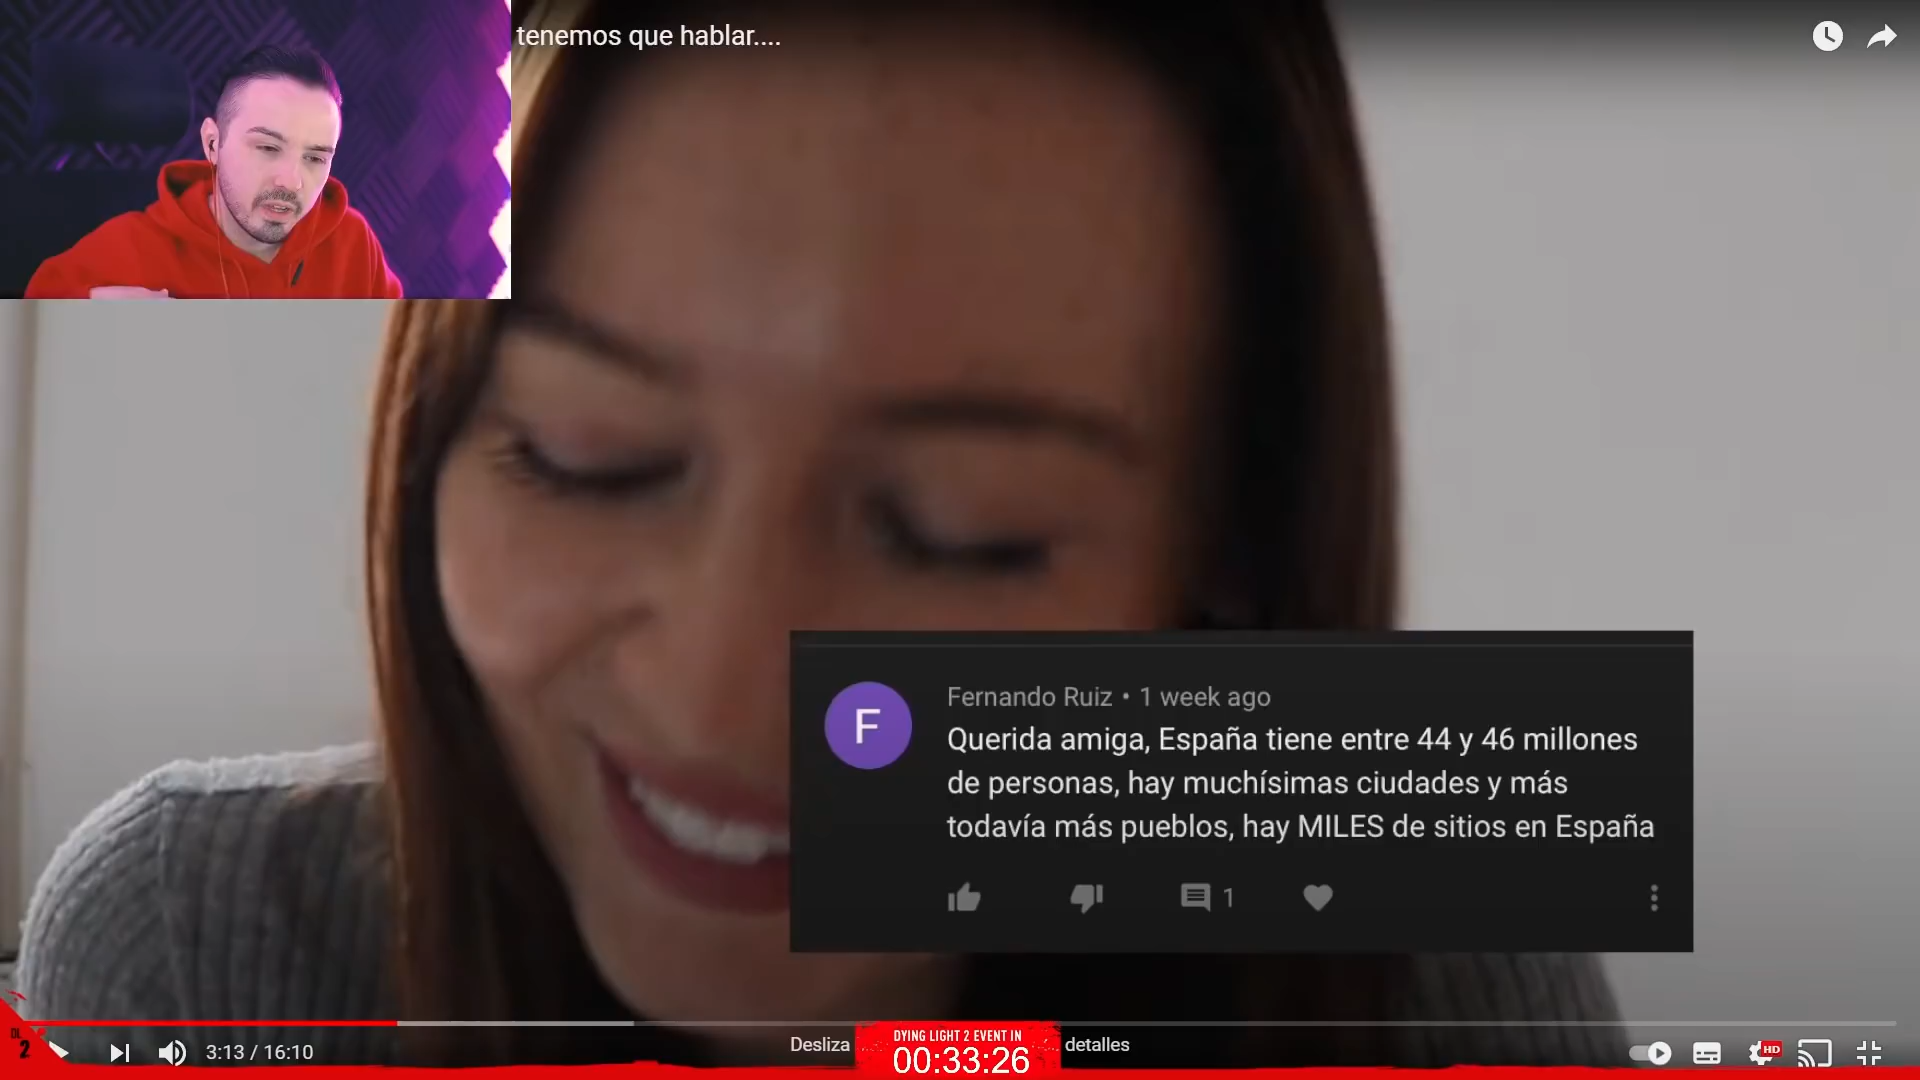 tenemos que hablar....
F
Fernando Ruiz • 1 week ago
Querida amiga, España tiene entre 44 y 46 millones
de personas, hay muchísimas ciudades y más
todavía más pueblos, hay MILES de sitios en España
1
DL
2
3:13 / 16:10
Desliza
DYING LIGHT 2 EVENT IN
00:33:26
detalles
HD